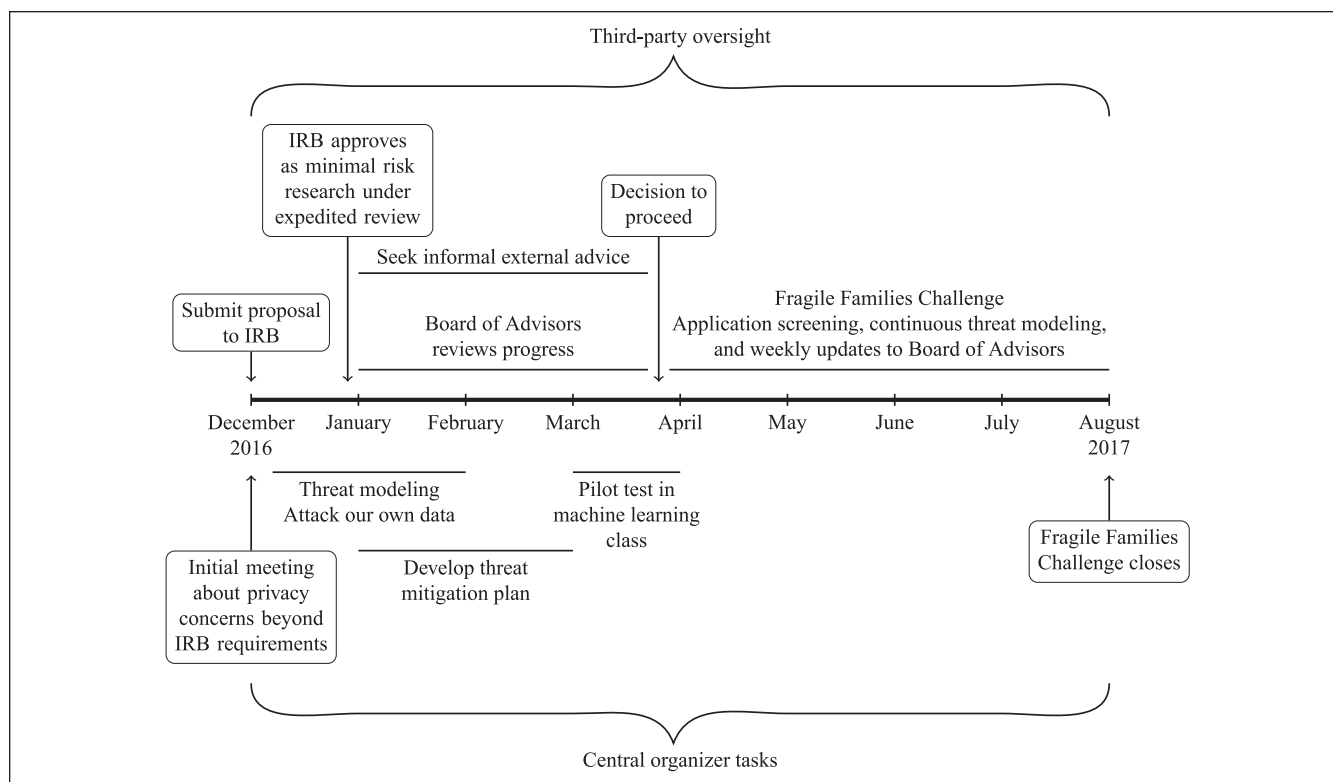 Third-party oversight
IRB approves
as minimal risk
research under
expedited review
Decision to
proceed
Seek informal external advice
Submit proposal
to IRB
Board of Advisors
reviews progress
Fragile Families Challenge
Application screening, continuous threat modeling,
and weekly updates to Board of Advisors
December
2016
January
February
March
April
May
June
July
August
2017
Threat modeling
Attack our own data
Pilot test in
machine learning
class
Develop threat
mitigation plan
Initial meeting
about privacy
concerns beyond
IRB requirements
Fragile Families
Challenge closes
Central organizer tasks